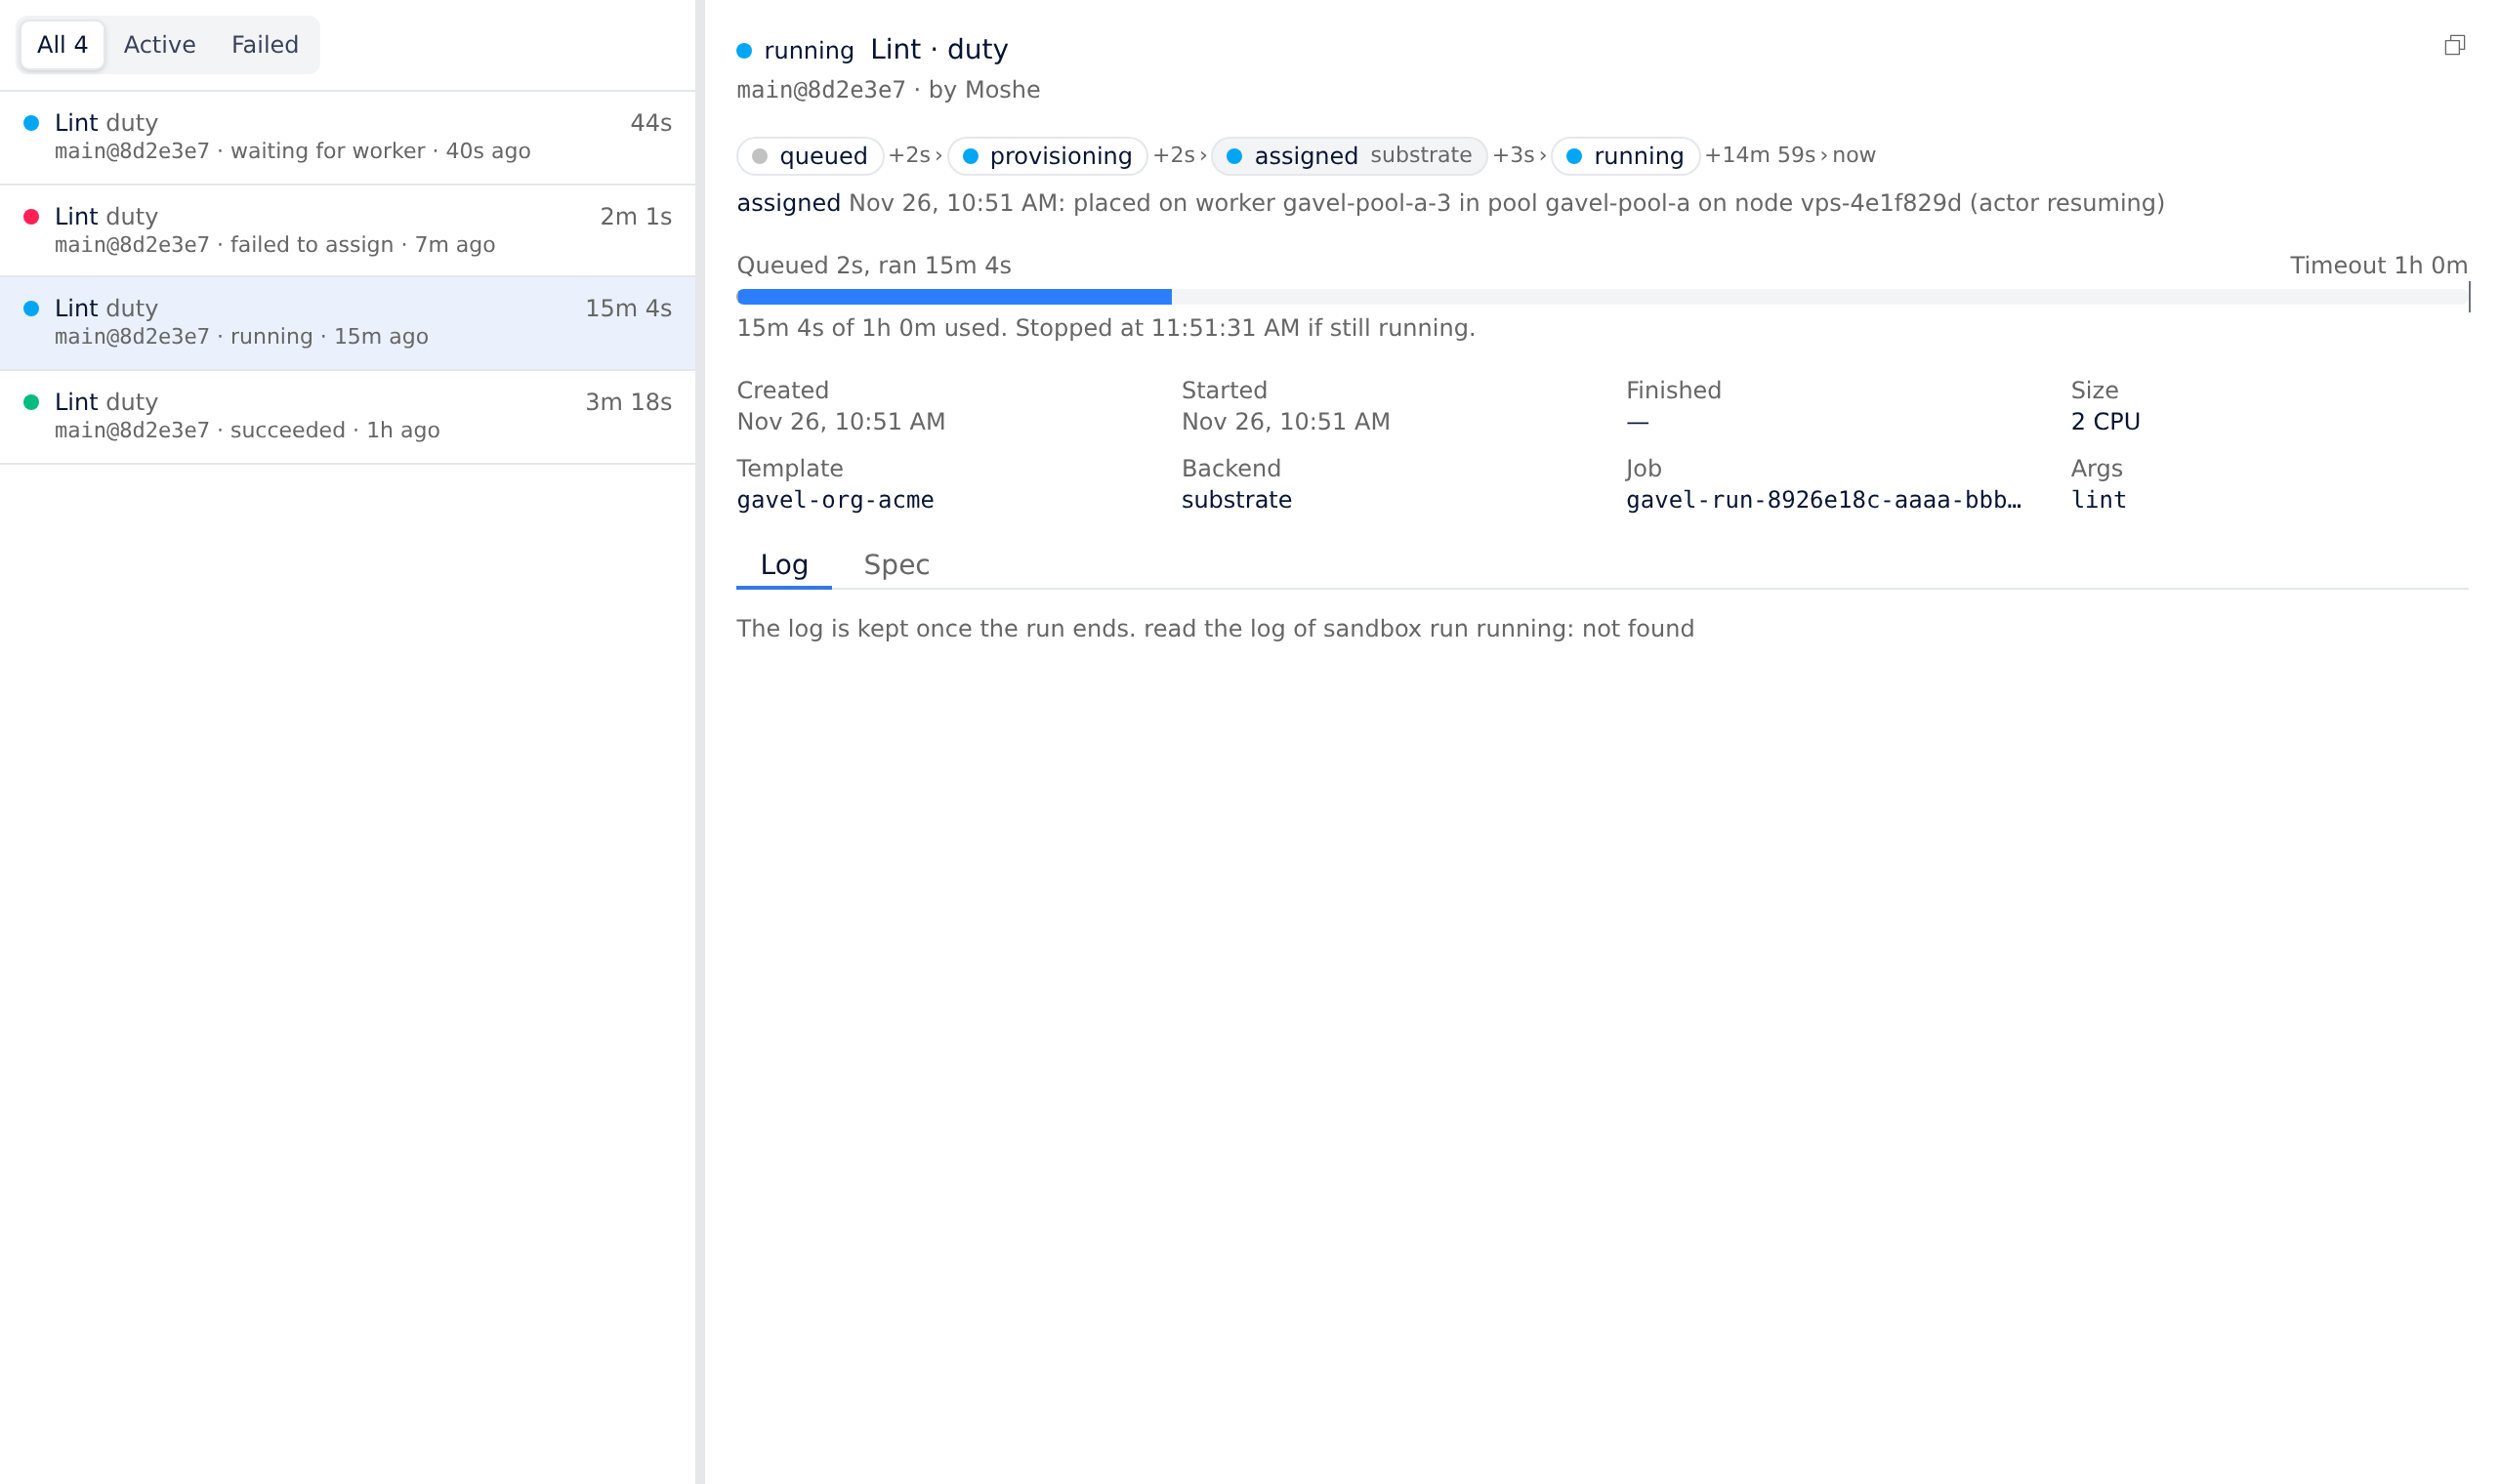 All 4 Active Failed
Lint duty 44s
main@8d2e3e7 · waiting for worker · 40s ago
Lint duty 2m 1s
main@8d2e3e7 · failed to assign · 7m ago
Lint duty 15m 4s
main@8d2e3e7 · running · 15m ago
Lint duty 3m 18s
main@8d2e3e7 · succeeded · 1h ago
running Lint · duty
main@8d2e3e7 · by Moshe
queued +2s › provisioning +2s › assigned substrate +3s › running +14m 59s › now
assigned Nov 26, 10:51 AM: placed on worker gavel-pool-a-3 in pool gavel-pool-a on node vps-4e1f829d (actor resuming)
Queued 2s, ran 15m 4s Timeout 1h 0m
15m 4s of 1h 0m used. Stopped at 11:51:31 AM if still running.
Created Started Finished Size
Nov 26, 10:51 AM Nov 26, 10:51 AM — 2 CPU
Template Backend Job Args
gavel-org-acme substrate gavel-run-8926e18c-aaaa-bbb… lint
Log Spec
The log is kept once the run ends. read the log of sandbox run running: not found